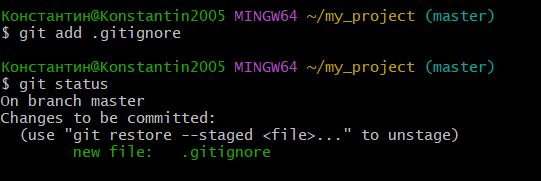 Константин@Konstantin2005 MINGW64 ~/my_project (master)
$ git add .gitignore
Константин@Konstantin2005 MINGW64 ~/my_project (master)
$ git status
On branch master
Changes to be committed:
  (use "git restore --staged <file>..." to unstage)
        new file:   .gitignore